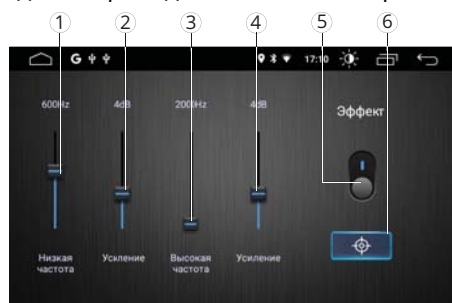 1 2 3 4 5 6
G 17:10
600Hz 4dB 2000Hz 4dB
Эффект
Низкая Усиление Высокая Усиление
частота частота